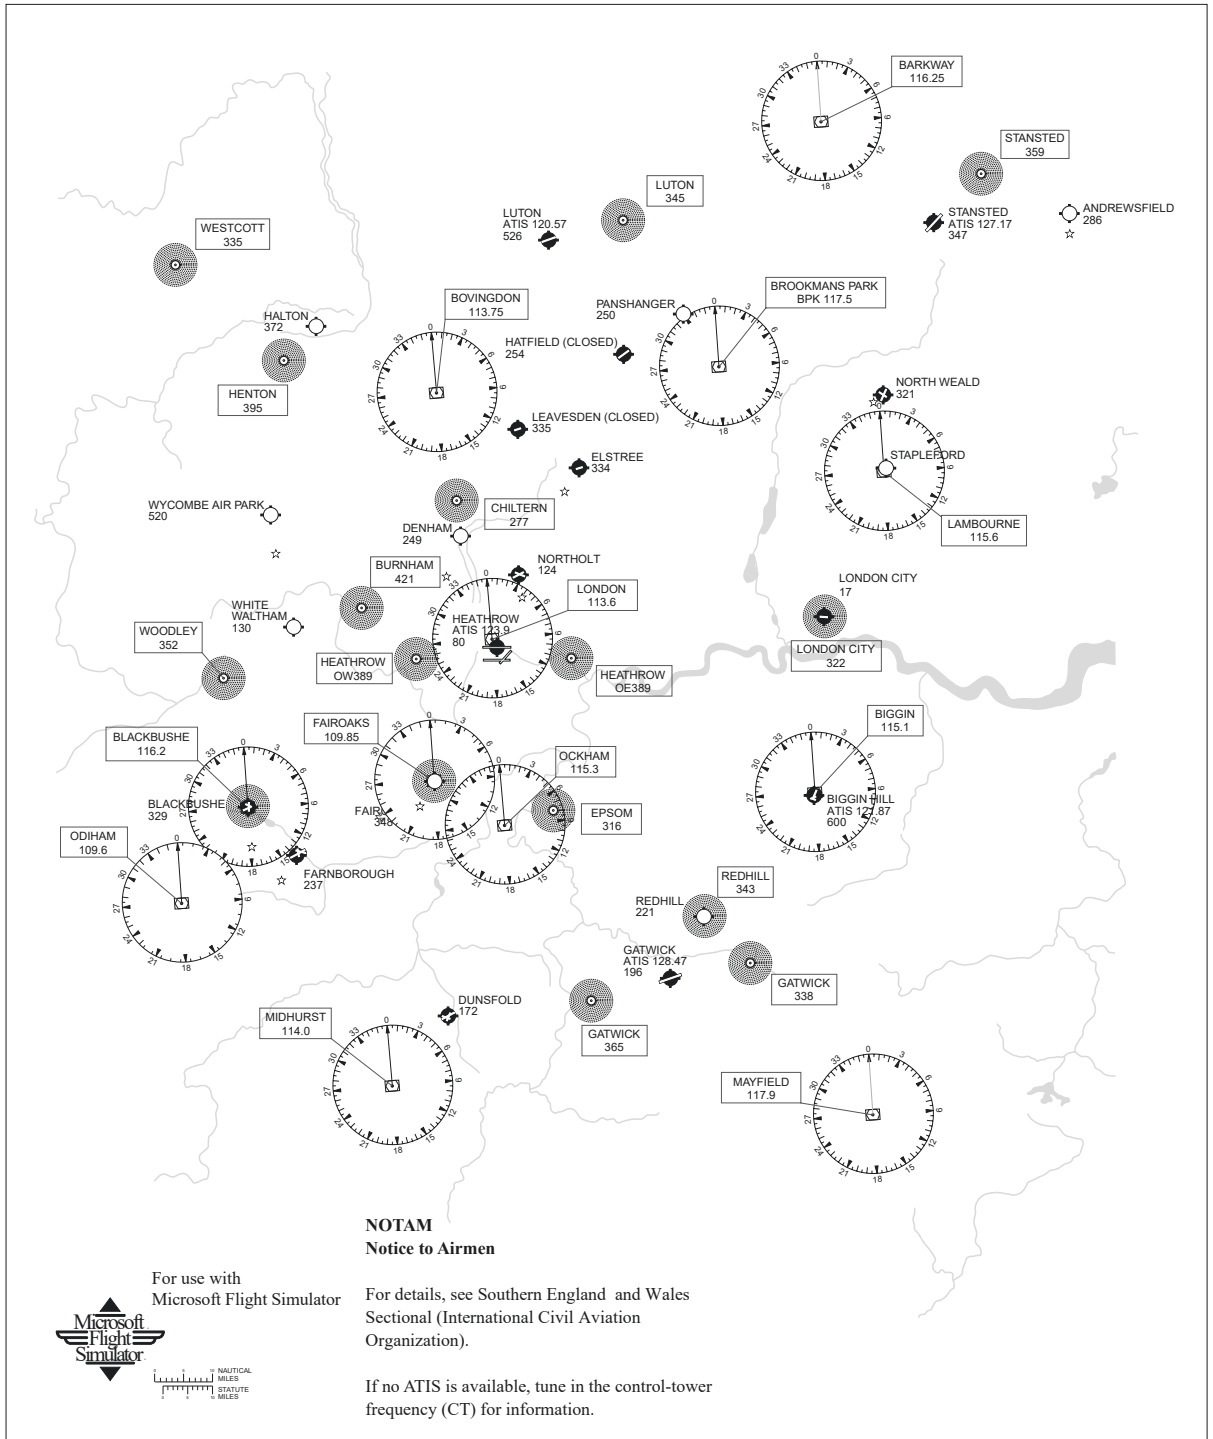 BARKWAY
116.25
STANSTED
359
LUTON
345
ANDREWSFIELD
286
STANSTED
ATIS 127.17
347
LUTON
ATIS 120.57
526
WESTCOTT
335
BROOKMANS PARK
BPK 117.5
BOVINGDON
113.75
PANSHANGER
250
HALTON
372
HATFIELD (CLOSED)
254
HENTON
395
NORTH WEALD
321
LEAVESDEN (CLOSED)
335
ELSTREE
334
STAPLEFORD
WYCOMBE AIR PARK
520
CHILTERN
277
LAMBOURNE
115.6
DENHAM
249
NORTHOLT
124
BURNHAM
421
LONDON
113.6
LONDON CITY
17
WHITE
WALTHAM
130
HEATHROW
ATIS 123.9
80
WOODLEY
352
LONDON CITY
322
HEATHROW
OW389
HEATHROW
OE389
FAIROAKS
109.85
BIGGIN
115.1
BLACKBUSHE
116.2
OCKHAM
115.3
BLACKBUSHE
329
BIGGIN HILL
ATIS 121.87
600
EPSOM
316
ODIHAM
109.6
FARNBOROUGH
237
REDHILL
343
REDHILL
221
GATWICK
ATIS 128.47
196
GATWICK
338
DUNSFOLD
172
MIDHURST
114.0
GATWICK
365
MAYFIELD
117.9
NOTAM
Notice to Airmen
For use with
Microsoft Flight Simulator
For details, see Southern England and Wales
Sectional (International Civil Aviation
Organization).
Microsoft
Flight
Simulator
0 5 10 NAUTICAL
MILES
STATUTE
MILES
0 5 10
If no ATIS is available, tune in the control-tower
frequency (CT) for information.